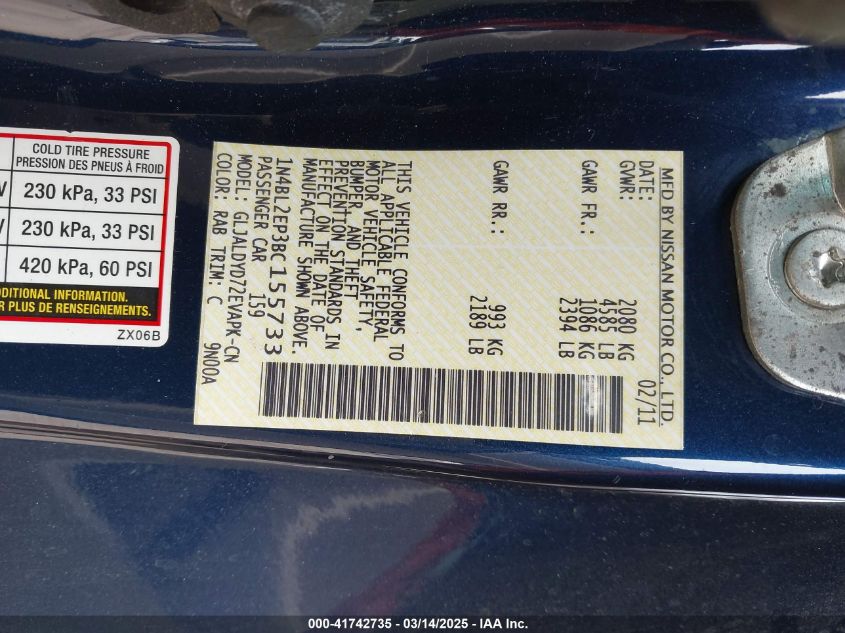 COLD TIRE PRESSURE
PRESSION DES PNEUS À FROID
230 kPa, 33 PSI
230 kPa, 33 PSI
420 kPa, 60 PSI
ADDITIONAL INFORMATION.
PLUS DE RENSEIGNEMENTS.
ZX06B
MFD BY NISSAN MOTOR CO., LTD.
DATE: 02/11
GVWR: 2080 KG
4585 LB
GAWR FR.: 1086 KG
2394 LB
GAWR RR.: 993 KG
2189 LB
THIS VEHICLE CONFORMS TO
ALL APPLICABLE FEDERAL
MOTOR VEHICLE SAFETY,
BUMPER, AND THEFT
PREVENTION STANDARDS IN
EFFECT ON THE DATE OF
MANUFACTURE SHOWN ABOVE.
1N4BL2EP3BC155733
PASSENGER CAR 159
MODEL: GLJALDYD72EVAPK-CN
COLOR: RAB TRIM: C 9N00A
000-41742735 - 03/14/2025 - IAA Inc.